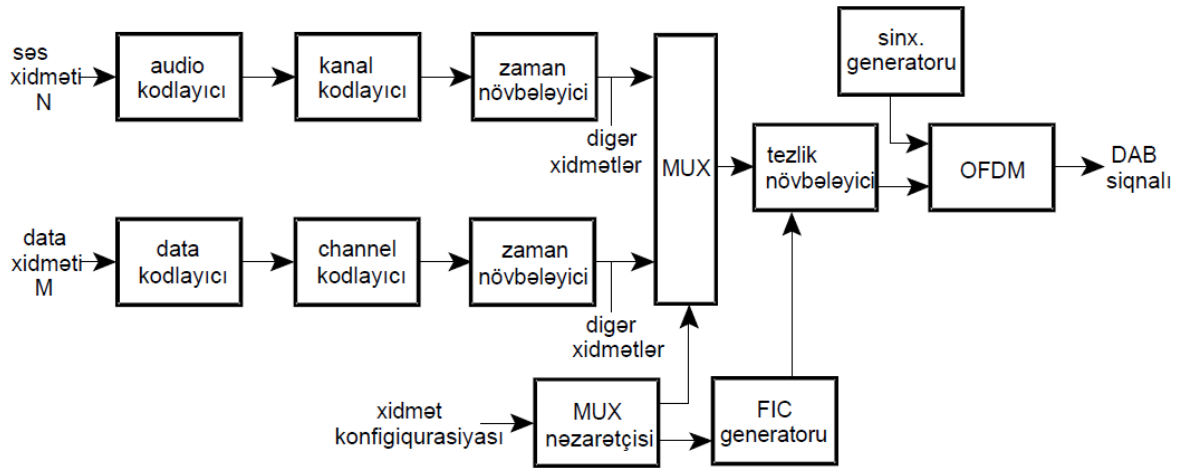 səs
xidməti
N
audio
kodlayıcı
kanal
kodlayıcı
zaman
növbələyici
digər
xidmətlər
MUX
sinx.
generatoru
tezlik
növbələyici
OFDM
DAB
siqnalı
data
xidməti
M
data
kodlayıcı
channel
kodlayıcı
zaman
növbələyici
digər
xidmətlər
xidmət
konfigiqurasiyası
MUX
nəzarətçisi
FIC
generatoru